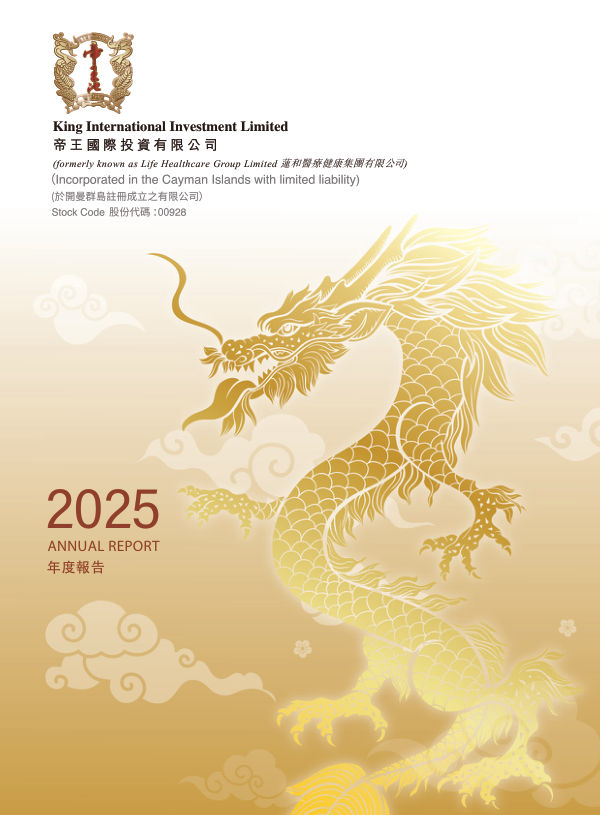 King International Investment Limited
帝王國際投資有限公司
(formerly known as Life Healthcare Group Limited 蓮和醫療健康集團有限公司)
(Incorporated in the Cayman Islands with limited liability)
(於開曼群島註冊成立之有限公司)
Stock Code 股份代碼：00928
2025
ANNUAL REPORT
年度報告